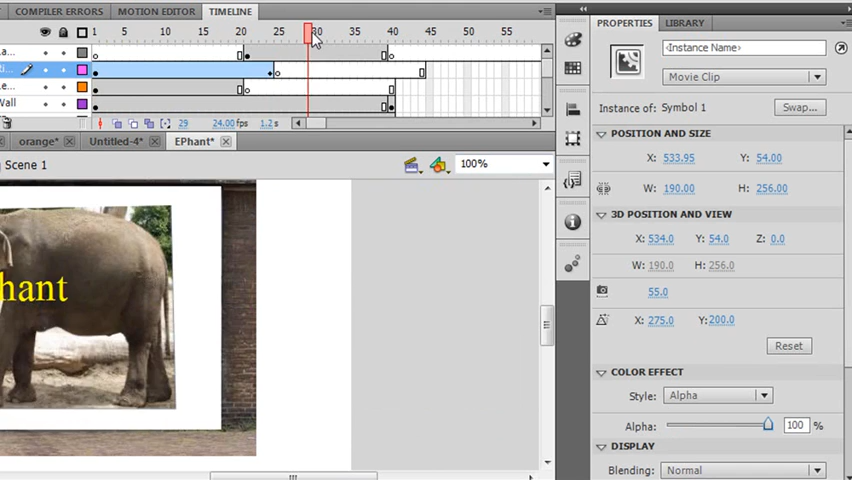 COMPILER ERRORS MOTION EDITOR TIMELINE
1 5 10 15 20 25 30 35 40 45 50 55
a...
ti...
e...
Wall
29 24.00 fps 1.2 s
orange* Untitled-4* EPhant*
Scene 1 100%
hant
PROPERTIES LIBRARY
<Instance Name>
Movie Clip
Instance of: Symbol 1 Swap...
POSITION AND SIZE
X: 533.95 Y: 54.00
W: 190.00 H: 256.00
3D POSITION AND VIEW
X: 534.0 Y: 54.0 Z: 0.0
W: 190.0 H: 256.0
55.0
X: 275.0 Y: 200.0
Reset
COLOR EFFECT
Style: Alpha
Alpha: 100 %
DISPLAY
Blending: Normal